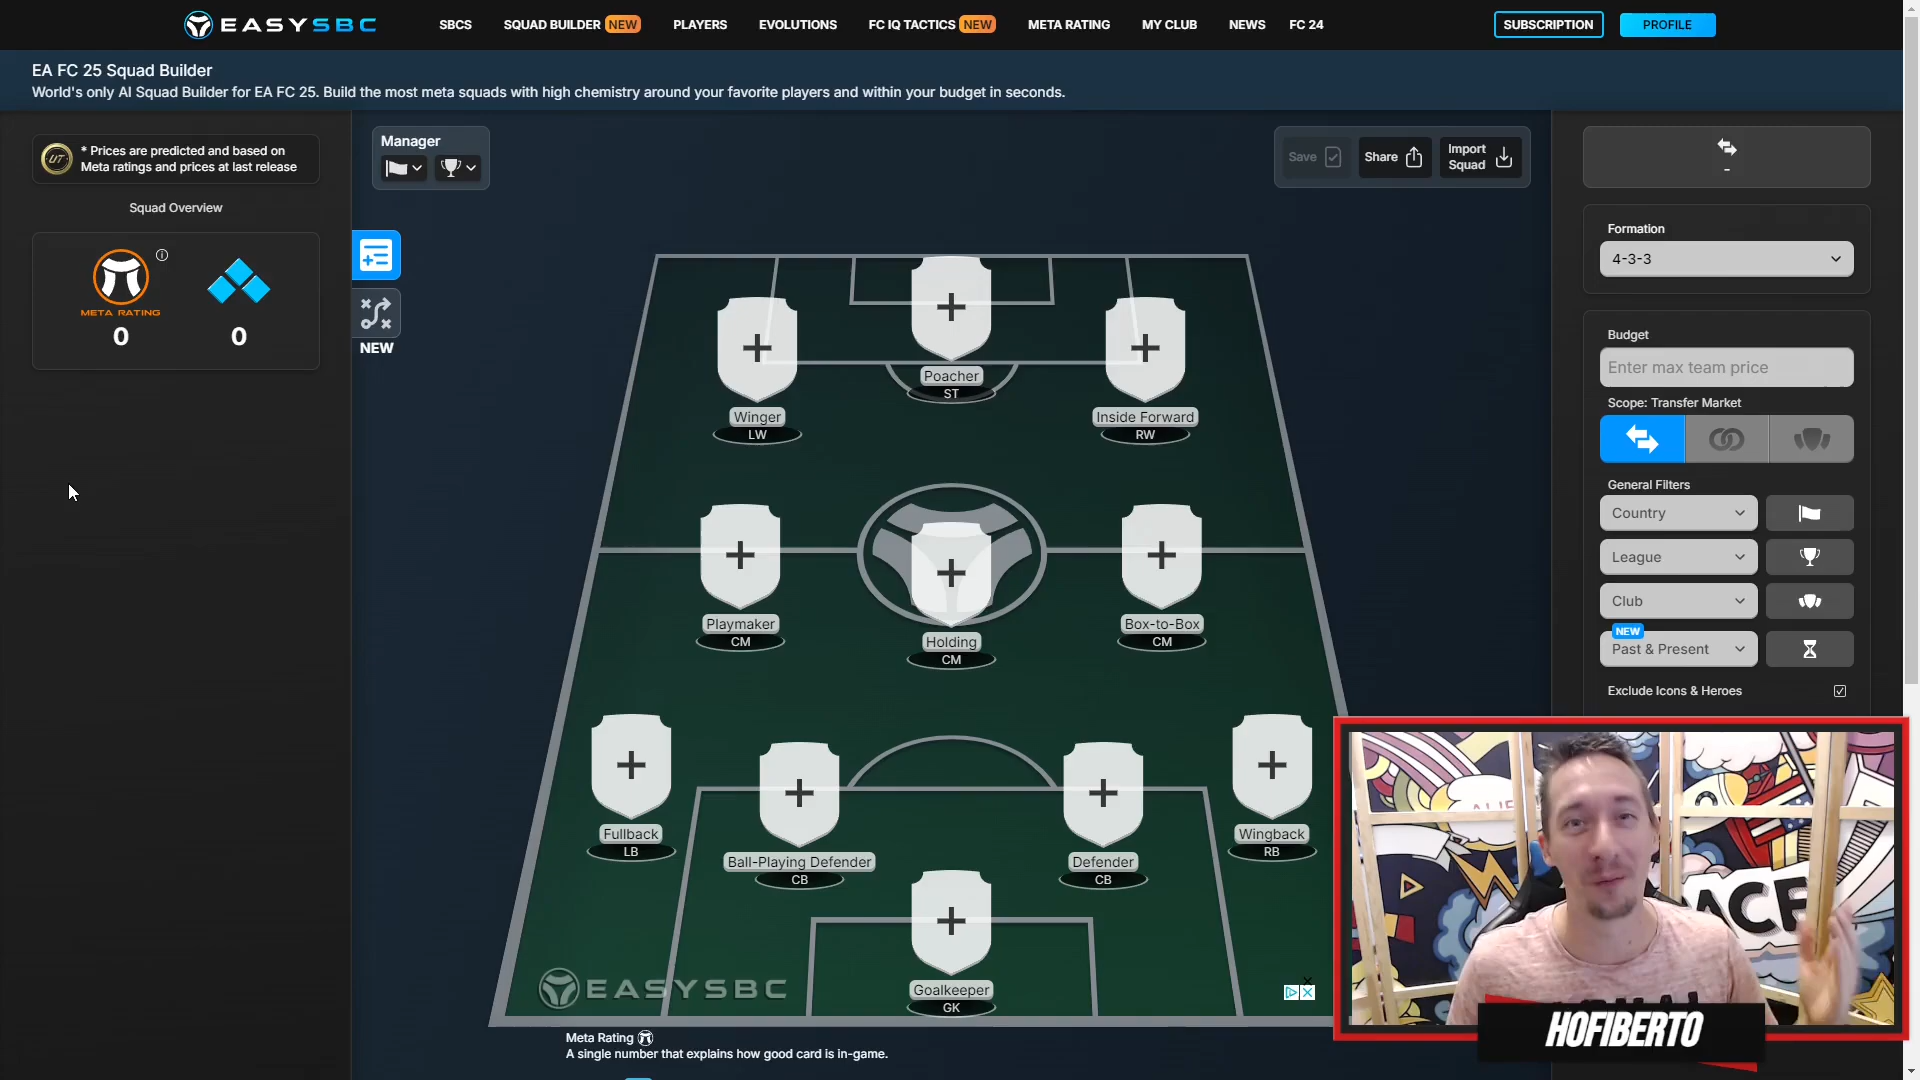 EASYSBC
SBCS
SQUAD BUILDER NEW
PLAYERS
EVOLUTIONS
FC IQ TACTICS NEW
META RATING
MY CLUB
NEWS
FC 24
SUBSCRIPTION
PROFILE
EA FC 25 Squad Builder
World's only AI Squad Builder for EA FC 25. Build the most meta squads with high chemistry around your favorite players and within your budget in seconds.
UT
* Prices are predicted and based on
Meta ratings and prices at last release
Squad Overview
META RATING
0
0
Manager
NEW
Save
Share
Import
Squad
-
Formation
4-3-3
Budget
Enter max team price
Scope: Transfer Market
General Filters
Country
League
Club
NEW
Past & Present
Exclude Icons & Heroes
Poacher
ST
Winger
LW
Inside Forward
RW
Playmaker
CM
Holding
CM
Box-to-Box
CM
Fullback
LB
Ball-Playing Defender
CB
Defender
CB
Wingback
RB
Goalkeeper
GK
EASYSBC
Meta Rating
A single number that explains how good card is in-game.
ACF
HOFIBERTO